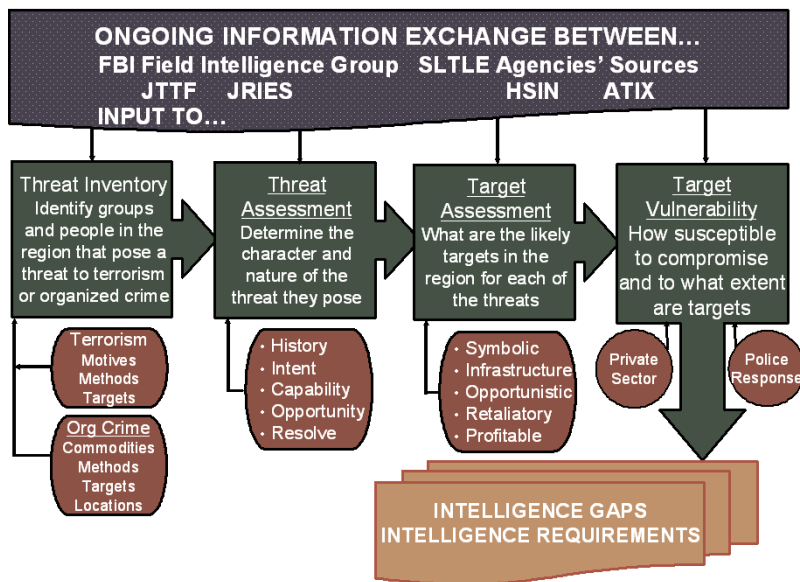 ONGOING INFORMATION EXCHANGE BETWEEN…
FBI Field Intelligence Group SLTLE Agencies' Sources
JTTF JRIES HSIN ATIX
INPUT TO…
Threat Inventory
Identify groups
and people in the
region that pose a
threat to terrorism
or organized crime
Threat
Assessment
Determine the
character and
nature of the
threat they pose
Target
Assessment
What are the likely
targets in the
region for each of
the threats
Target
Vulnerability
How susceptible
to compromise
and to what extent
are targets
Terrorism
Motives
Methods
Targets
Org Crime
Commodities
Methods
Targets
Locations
· History
· Intent
· Capability
· Opportunity
· Resolve
· Symbolic
· Infrastructure
· Opportunistic
· Retaliatory
· Profitable
Private
Sector
Police
Response
INTELLIGENCE GAPS
INTELLIGENCE REQUIREMENTS